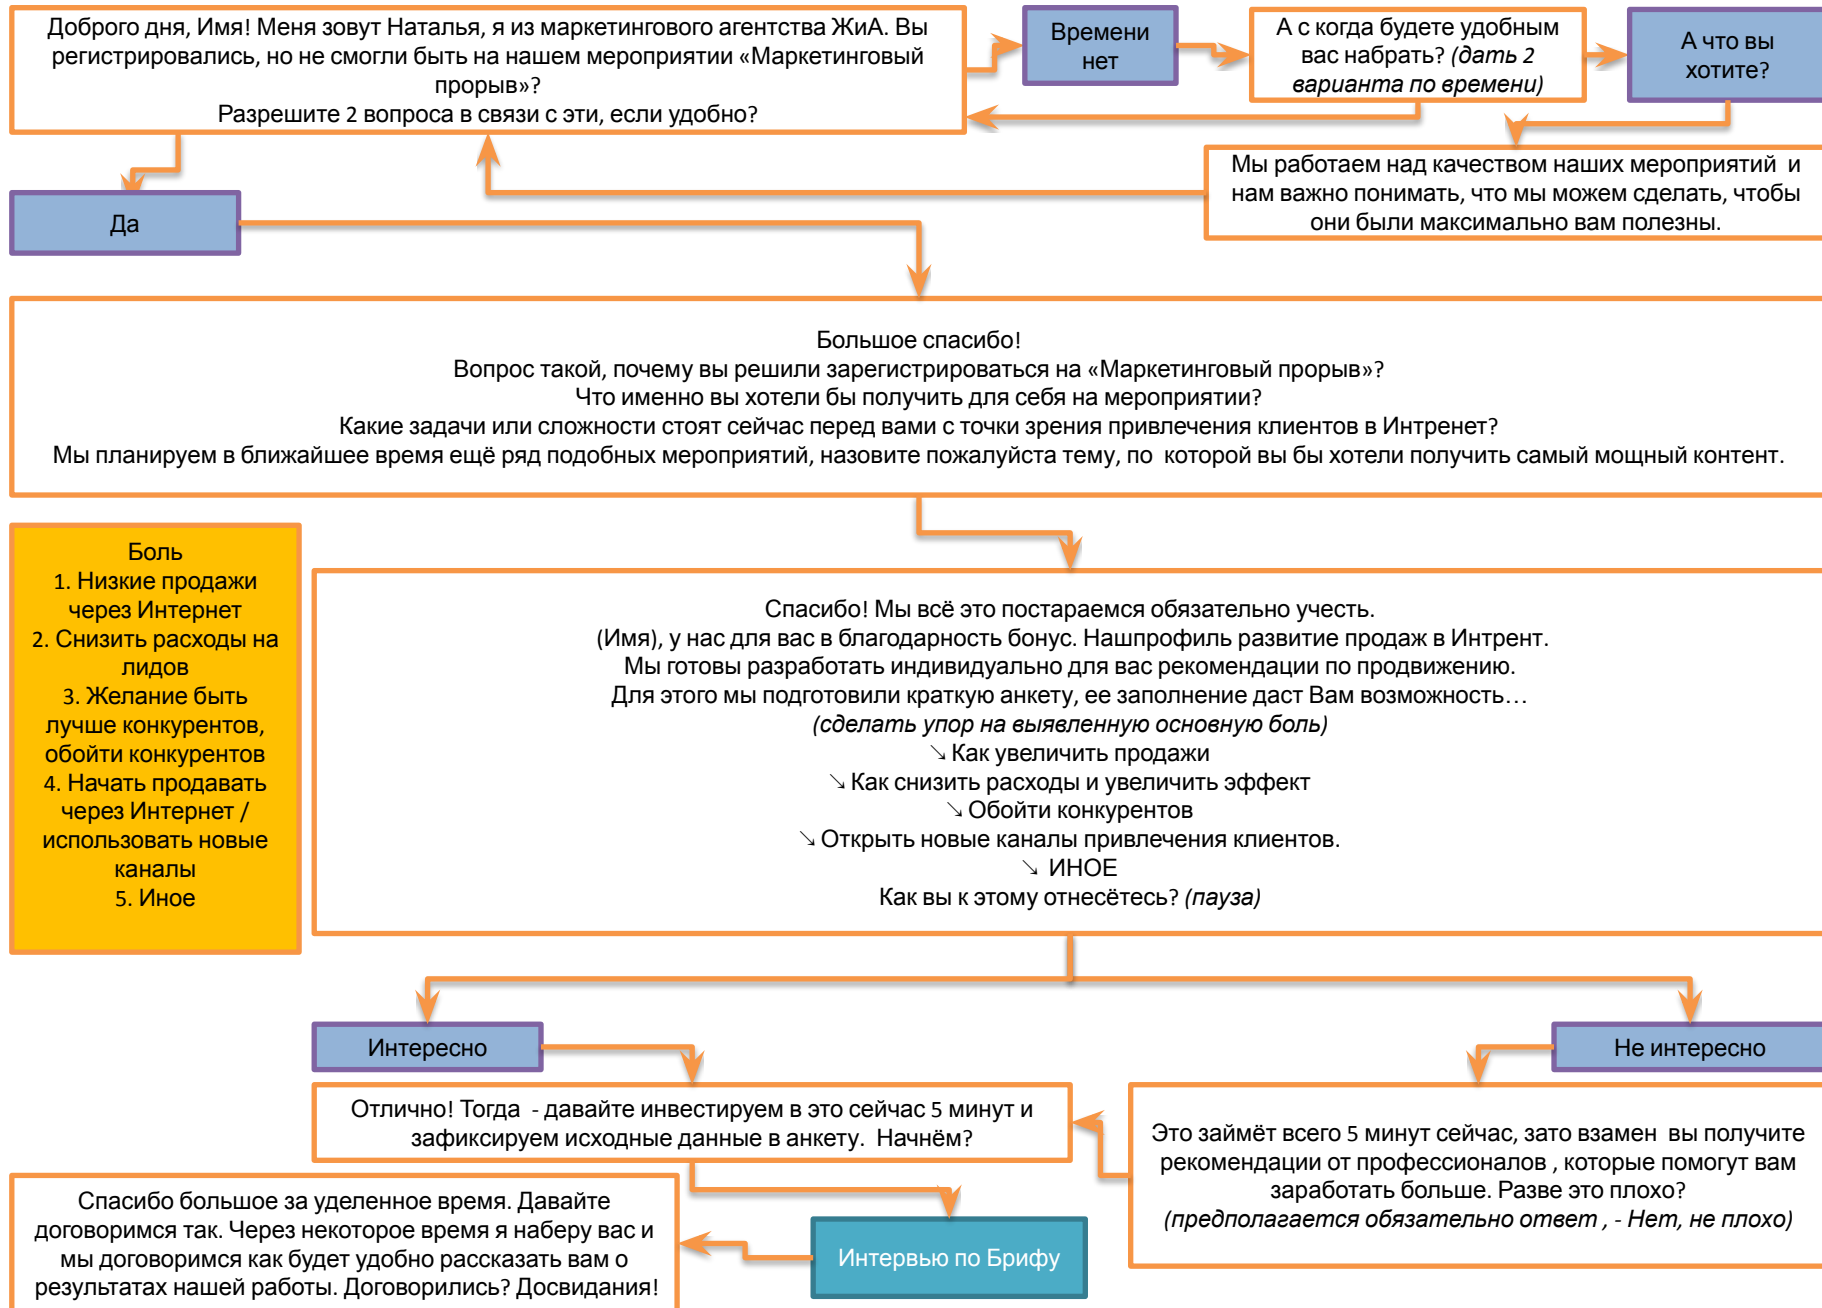 Доброго дня, Имя! Меня зовут Наталья, я из маркетингового агентства ЖиА. Вы
регистрировались, но не смогли быть на нашем мероприятии «Маркетинговый
прорыв»?
Разрешите 2 вопроса в связи с эти, если удобно?
Времени
нет
А с когда будете удобным
вас набрать? (дать 2
варианта по времени)
А что вы
хотите?
Мы работаем над качеством наших мероприятий и
нам важно понимать, что мы можем сделать, чтобы
они были максимально вам полезны.
Да
Большое спасибо!
Вопрос такой, почему вы решили зарегистрироваться на «Маркетинговый прорыв»?
Что именно вы хотели бы получить для себя на мероприятии?
Какие задачи или сложности стоят сейчас перед вами с точки зрения привлечения клиентов в Интренет?
Мы планируем в ближайшее время ещё ряд подобных мероприятий, назовите пожалуйста тему, по которой вы бы хотели получить самый мощный контент.
Боль
1. Низкие продажи
через Интернет
2. Снизить расходы на
лидов
3. Желание быть
лучше конкурентов,
обойти конкурентов
4. Начать продавать
через Интернет /
использовать новые
каналы
5. Иное
Спасибо! Мы всё это постараемся обязательно учесть.
(Имя), у нас для вас в благодарность бонус. Нашпрофиль развитие продаж в Интрент.
Мы готовы разработать индивидуально для вас рекомендации по продвижению.
Для этого мы подготовили краткую анкету, ее заполнение даст Вам возможность…
(сделать упор на выявленную основную боль)
↘ Как увеличить продажи
↘ Как снизить расходы и увеличить эффект
↘ Обойти конкурентов
↘ Открыть новые каналы привлечения клиентов.
↘ ИНОЕ
Как вы к этому отнесётесь? (пауза)
Интересно
Не интересно
Отлично! Тогда - давайте инвестируем в это сейчас 5 минут и
зафиксируем исходные данные в анкету. Начнём?
Это займёт всего 5 минут сейчас, зато взамен вы получите
рекомендации от профессионалов , которые помогут вам
заработать больше. Разве это плохо?
(предполагается обязательно ответ , - Нет, не плохо)
Спасибо большое за уделенное время. Давайте
договоримся так. Через некоторое время я наберу вас и
мы договоримся как будет удобно рассказать вам о
результатах нашей работы. Договорились? Досвидания!
Интервью по Брифу